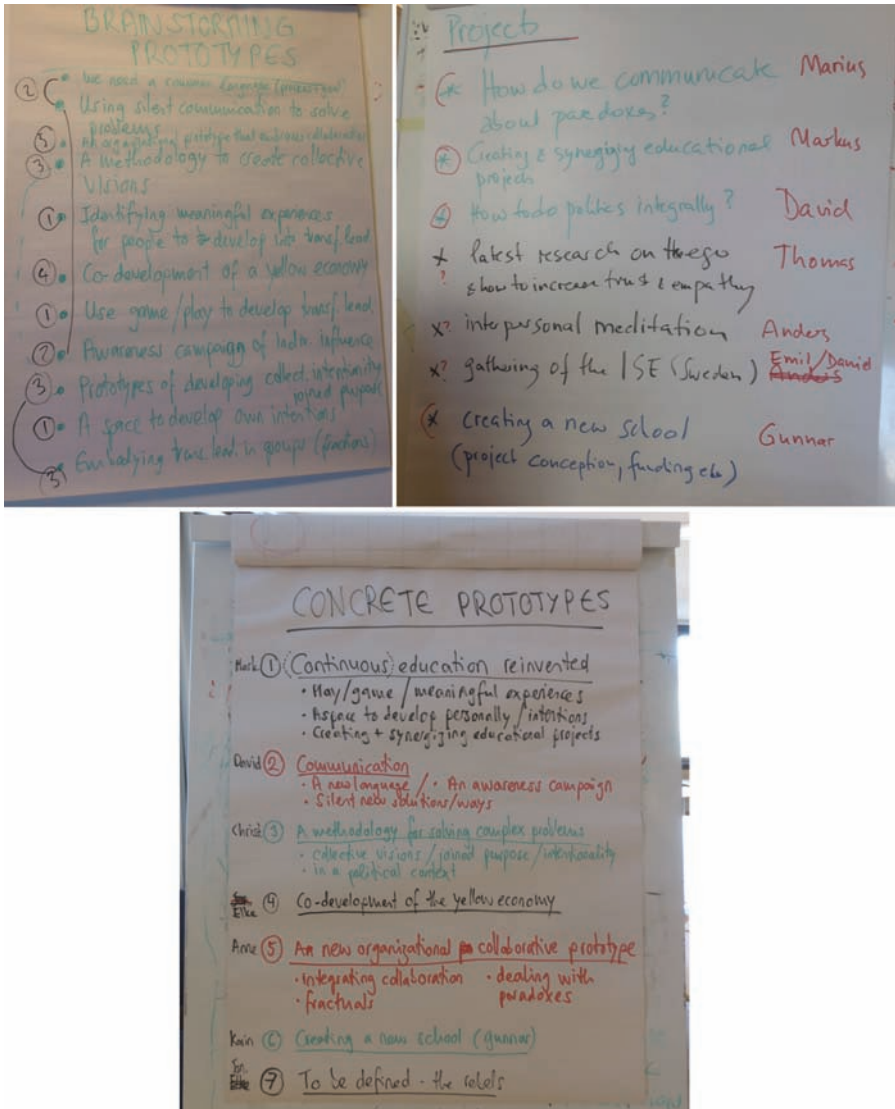 BRAINSTORMING
PROTOTYPES
② • We need a common language
• Using silent communication to solve
problems
⑤ • An organizational prototype that embraces collaboration
③ • A methodology to create collective
visions
① • Identifying meaningful experiences
for people to develop into transf. lead.
④ • Co-development of a yellow economy
① • Use game/play to develop transf. lead.
② • Awareness campaign of indiv. influence
③ • Prototypes of developing collect. intentionality
joined purpose
① • A space to develop own intentions
③ • Embodying trans. lead. in groups (fractions)
Projects
* How do we communicate Marius
about paradoxes?
* Creating & synergizing educational Markus
projects
* How to do politics integrally? David
x latest research on the ego Thomas
? & how to increase trust & empathy
x? interpersonal meditation Anders
x? gathering of the ISE (Sweden) Emil/David
Anders
* creating a new school Gunnar
(project conception, funding etc)
CONCRETE PROTOTYPES
Mark ① (Continuous) education reinvented
• Play/game/meaningful experiences
• A space to develop personally/intentions
• Creating + synergizing educational projects
David ② Communication
• A new language / • An awareness campaign
• Silent new solutions/ways
Christ ③ A methodology for solving complex problems
• collective visions/joined purpose/intentionality
• in a political context
Elke ④ Co-development of the yellow economy
Anne ⑤ An new organizational collaborative prototype
• integrating collaboration • dealing with
• fractuals paradoxes
Karin ⑥ Creating a new school (gunnar)
⑦ To be defined - the rebels